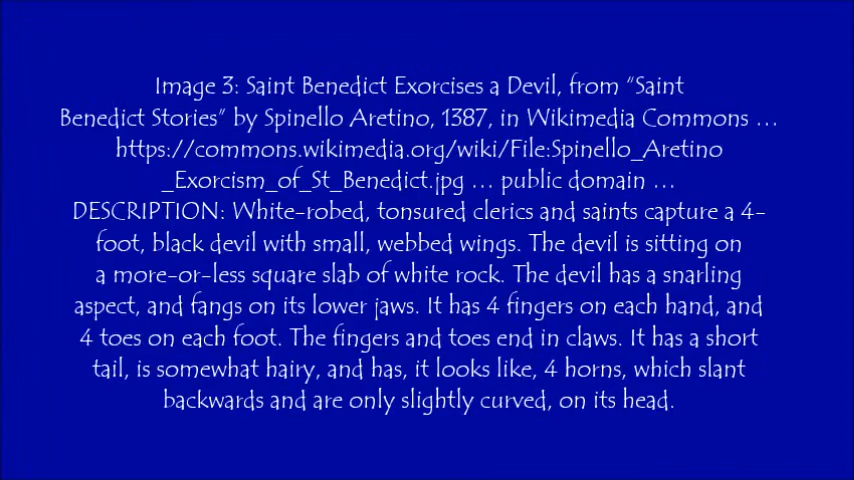 Image 3: Saint Benedict Exorcises a Devil, from “Saint
Benedict Stories” by Spinello Aretino, 1387, in Wikimedia Commons ...
https://commons.wikimedia.org/wiki/File:Spinello_Aretino
_Exorcism_of_St_Benedict.jpg ... public domain ...
DESCRIPTION: White-robed, tonsured clerics and saints capture a 4-
foot, black devil with small, webbed wings. The devil is sitting on
a more-or-less square slab of white rock. The devil has a snarling
aspect, and fangs on its lower jaws. It has 4 fingers on each hand, and
4 toes on each foot. The fingers and toes end in claws. It has a short
tail, is somewhat hairy, and has, it looks like, 4 horns, which slant
backwards and are only slightly curved, on its head.